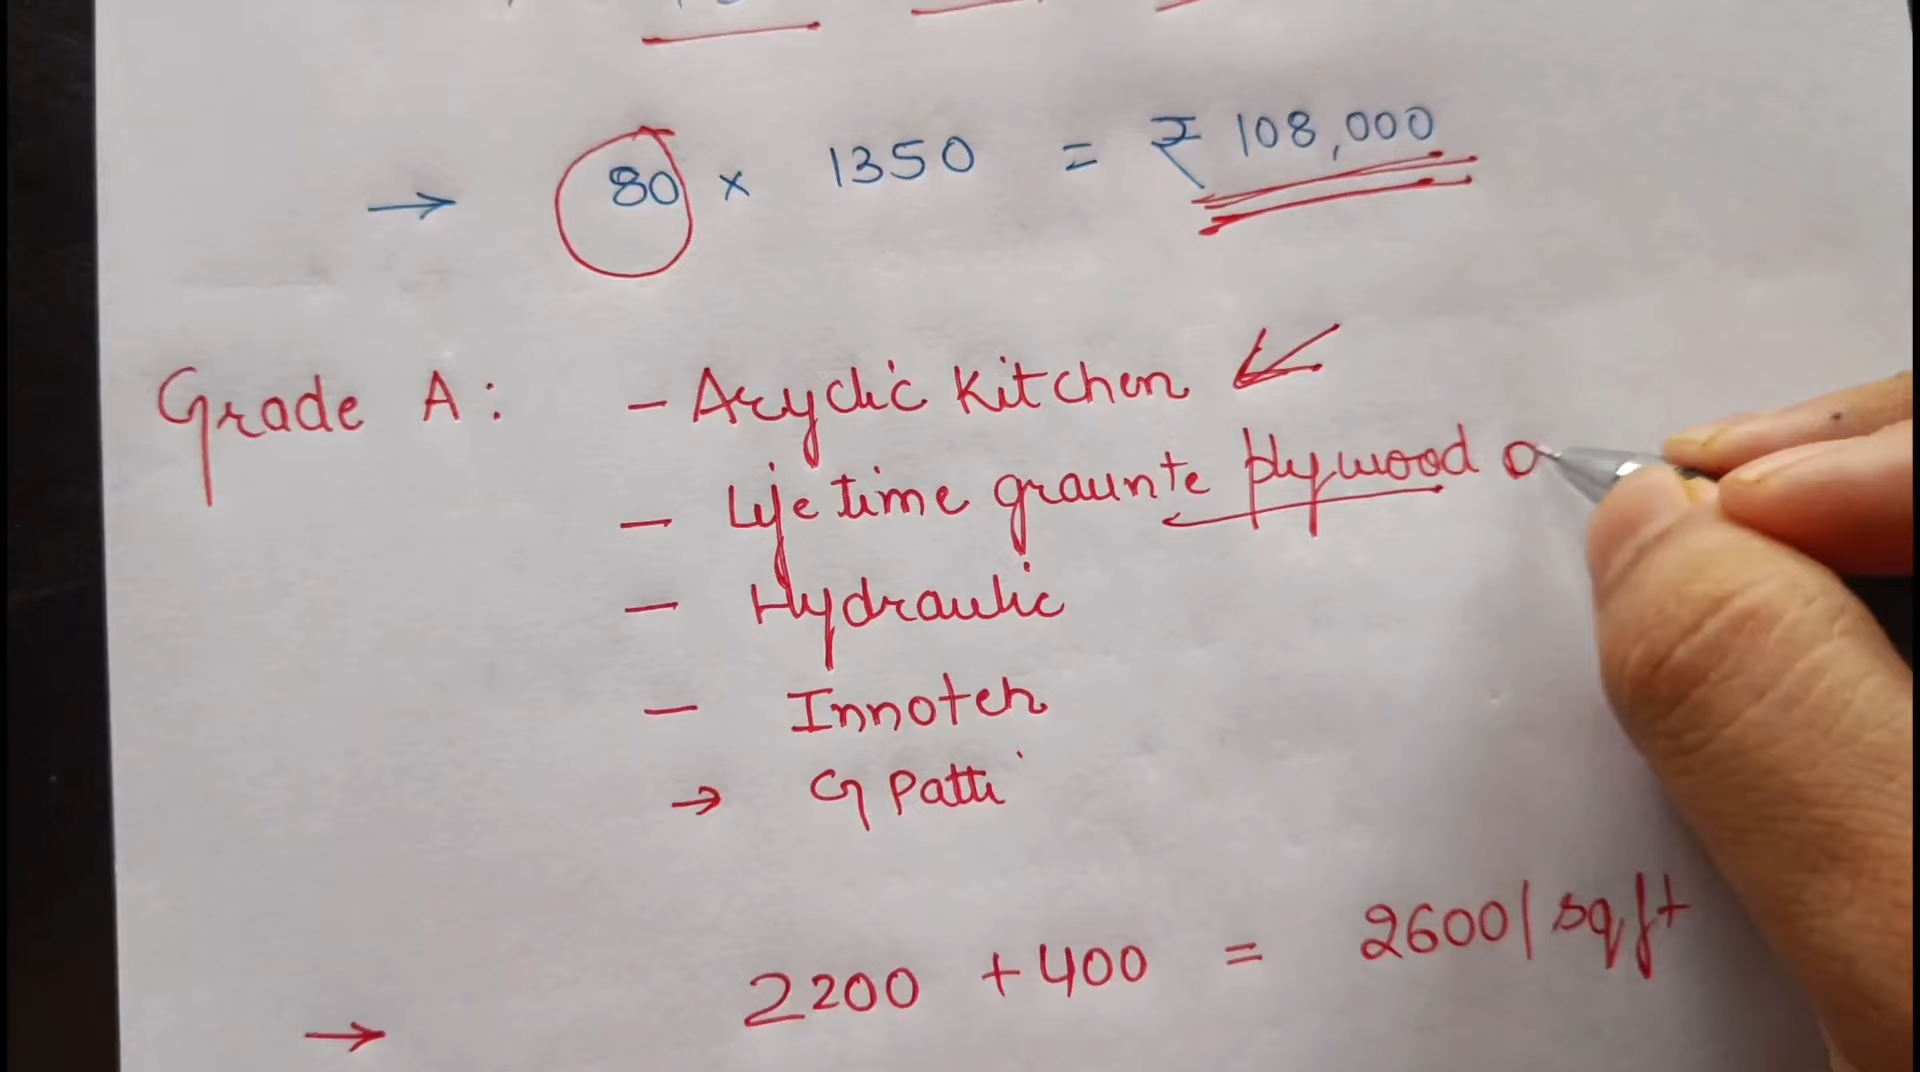 → 80 x 1350 = ₹ 108,000
Grade A: - Acrylic Kitchen
- Life time graunte plywood
- Hydraulic
- Innotech
→ G Patti
→ 2200 + 400 = 2600/sqft